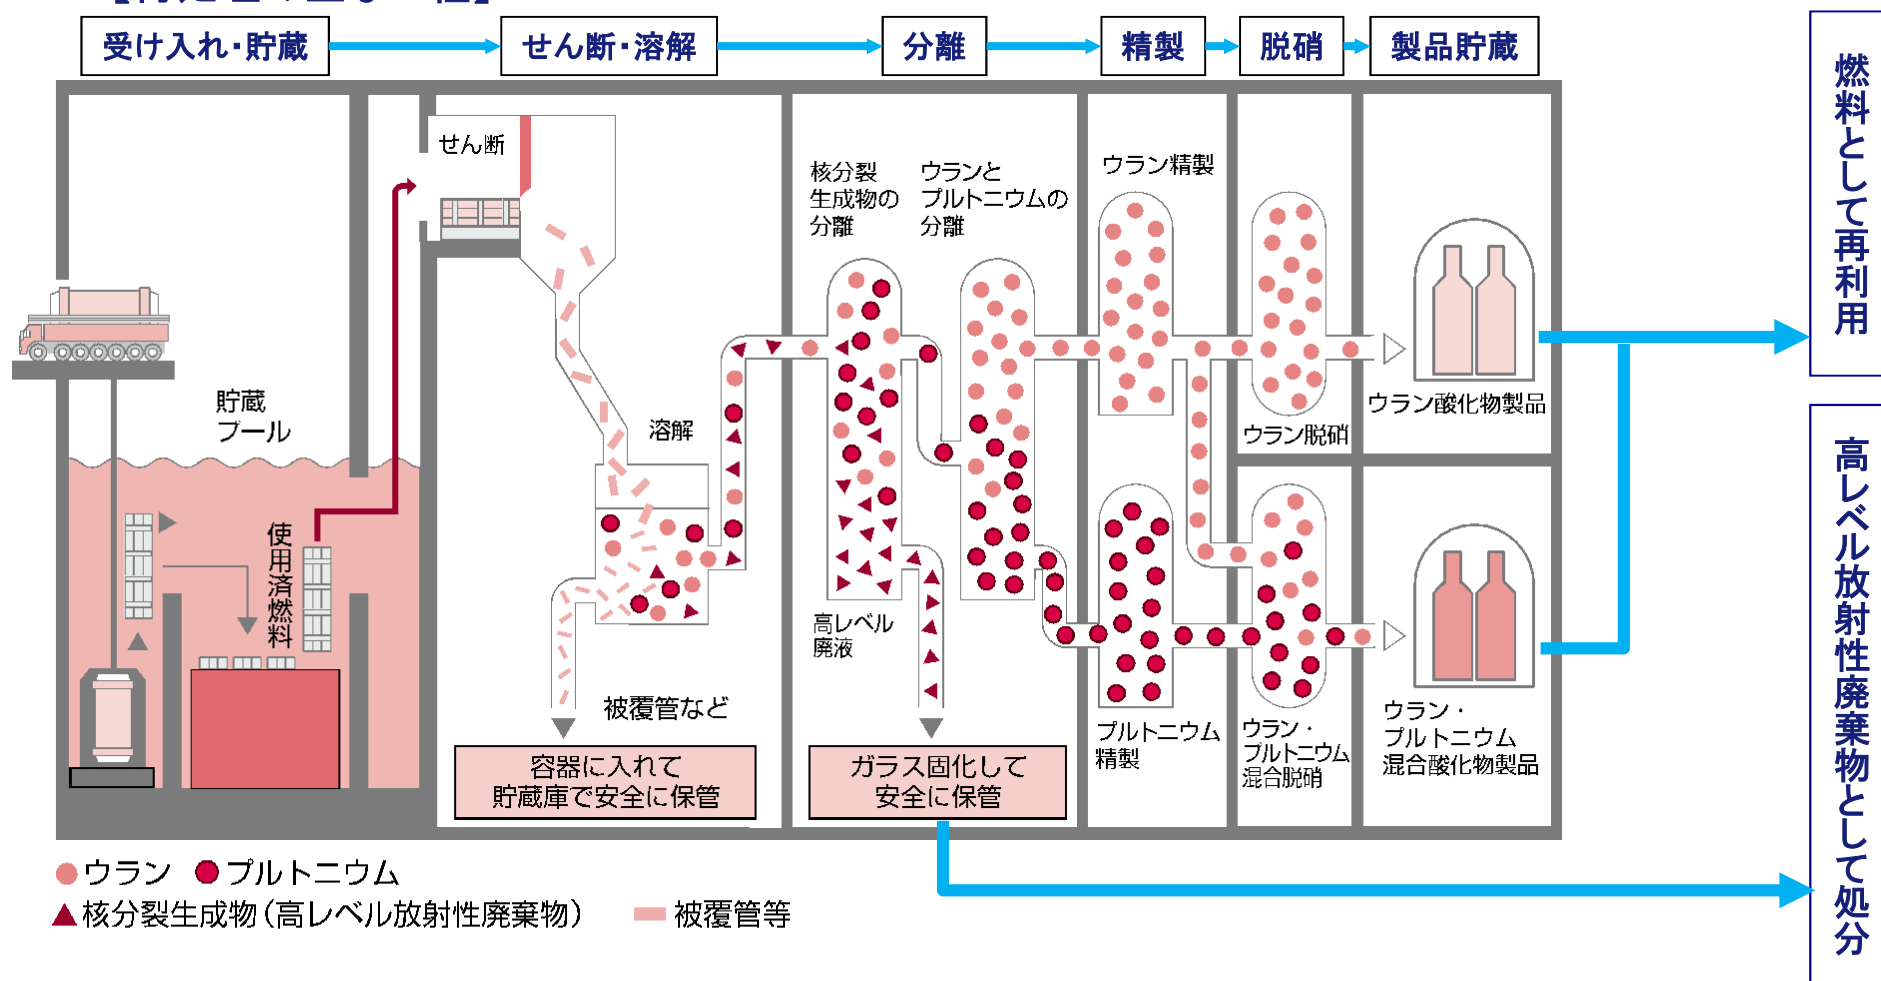 受け入れ・貯蔵
せん断・溶解
分離
精製
脱硝
製品貯蔵
燃料として再利用
せん断
核分裂
生成物の
分離
ウランと
プルトニウムの
分離
ウラン精製
貯蔵
プール
溶解
ウラン脱硝
ウラン酸化物製品
使用済燃料
高レベル
廃液
被覆管など
プルトニウム
精製
ウラン・
プルトニウム
混合脱硝
ウラン・
プルトニウム
混合酸化物製品
容器に入れて
貯蔵庫で安全に保管
ガラス固化して
安全に保管
高レベル放射性廃棄物として処分
ウラン
プルトニウム
核分裂生成物(高レベル放射性廃棄物)
被覆管等